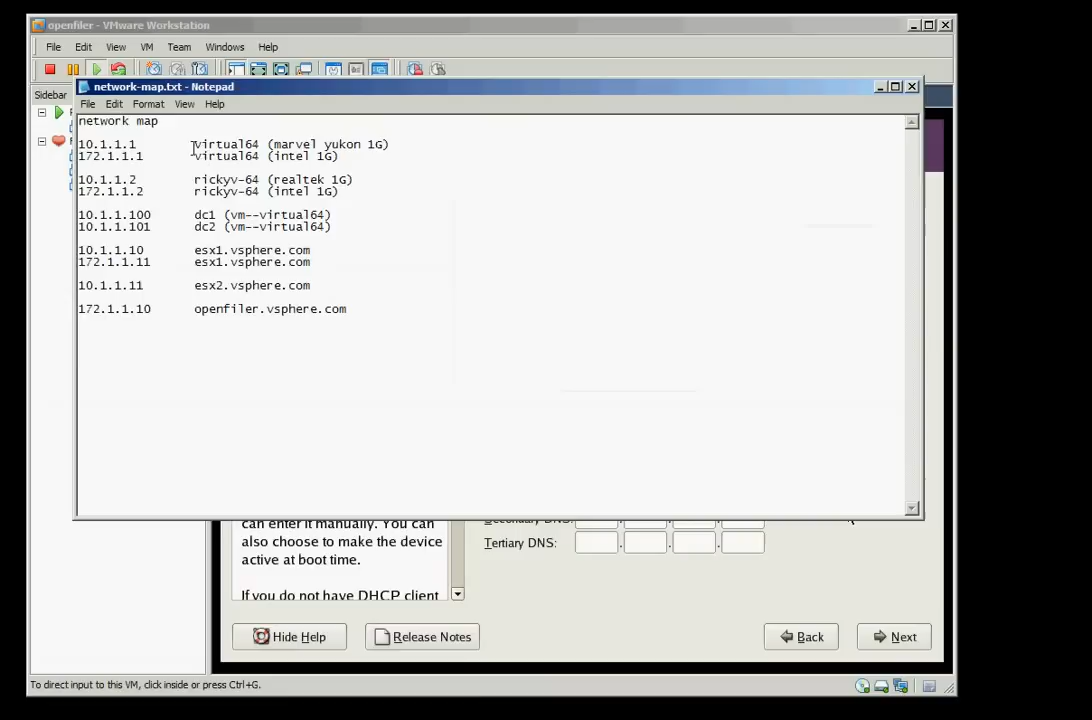 openfiler - VMware Workstation
File Edit View VM Team Windows Help
Sidebar
network-map.txt - Notepad
File Edit Format View Help
network map
10.1.1.1 virtual64 (marvel yukon 1G)
172.1.1.1 virtual64 (intel 1G)
10.1.1.2 rickyv-64 (realtek 1G)
172.1.1.2 rickyv-64 (intel 1G)
10.1.1.100 dc1 (vm--virtual64)
10.1.1.101 dc2 (vm--virtual64)
10.1.1.10 esx1.vsphere.com
172.1.1.11 esx1.vsphere.com
10.1.1.11 esx2.vsphere.com
172.1.1.10 openfiler.vsphere.com
can enter it manually. You can
also choose to make the device
active at boot time.
If you do not have DHCP client
Secondary DNS:
Tertiary DNS:
Hide Help
Release Notes
Back
Next
To direct input to this VM, click inside or press Ctrl+G.